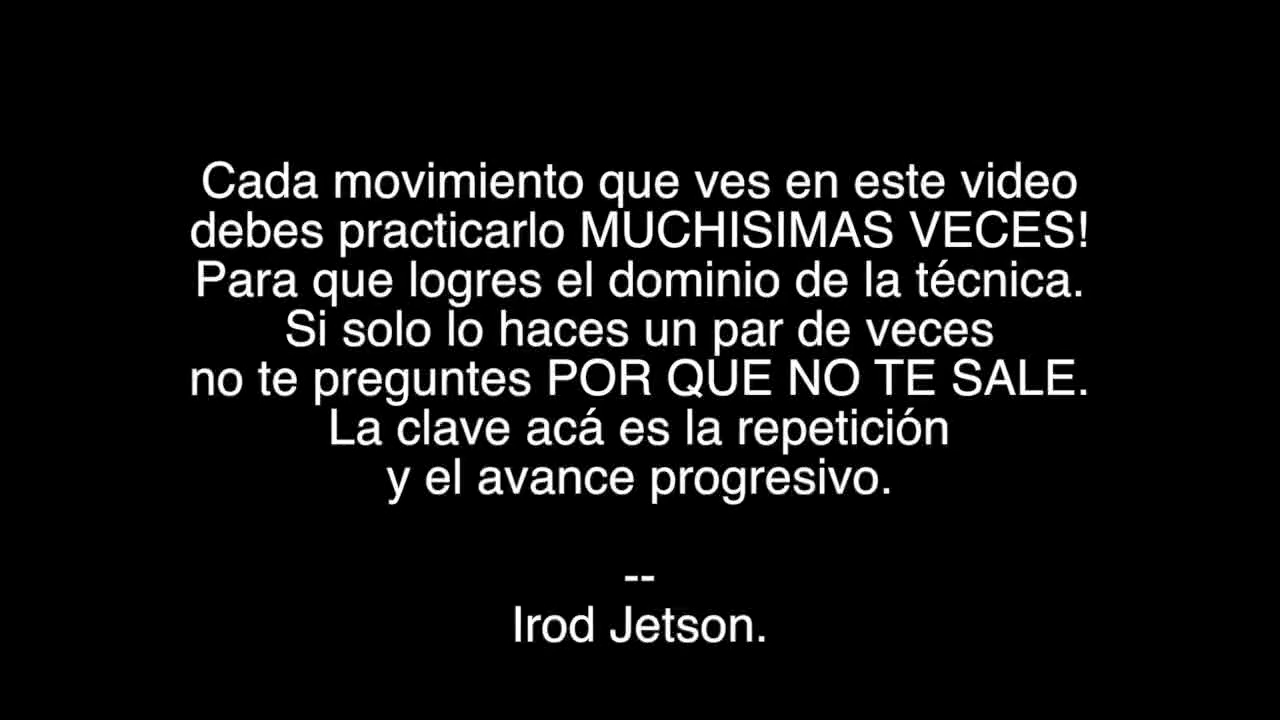 Cada movimiento que ves en este video
debes practicarlo MUCHISIMAS VECES!
Para que logres el dominio de la técnica.
Si solo lo haces un par de veces
no te preguntes POR QUE NO TE SALE.
La clave acá es la repetición
y el avance progresivo.
--
Irod Jetson.